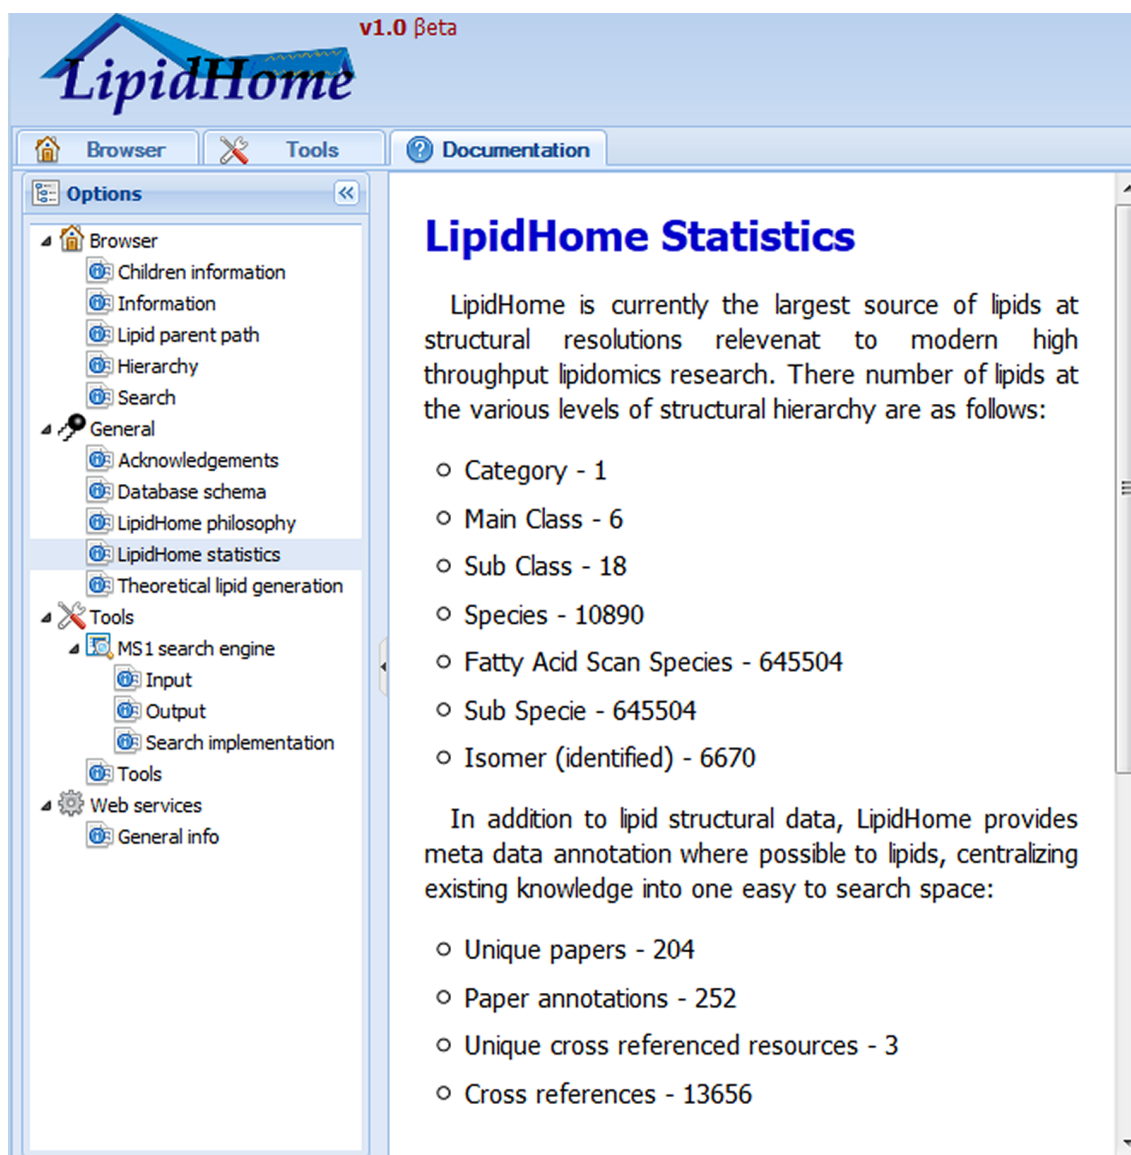 v1.0 βeta
LipidHome
Browser
Tools
Documentation
Options
Browser
Children information
Information
Lipid parent path
Hierarchy
Search
General
Acknowledgements
Database schema
LipidHome philosophy
LipidHome statistics
Theoretical lipid generation
Tools
MS1 search engine
Input
Output
Search implementation
Tools
Web services
General info
LipidHome Statistics
LipidHome is currently the largest source of lipids at
structural resolutions relevenat to modern high
throughput lipidomics research. There number of lipids at
the various levels of structural hierarchy are as follows:
Category - 1
Main Class - 6
Sub Class - 18
Species - 10890
Fatty Acid Scan Species - 645504
Sub Specie - 645504
Isomer (identified) - 6670
In addition to lipid structural data, LipidHome provides
meta data annotation where possible to lipids, centralizing
existing knowledge into one easy to search space:
Unique papers - 204
Paper annotations - 252
Unique cross referenced resources - 3
Cross references - 13656